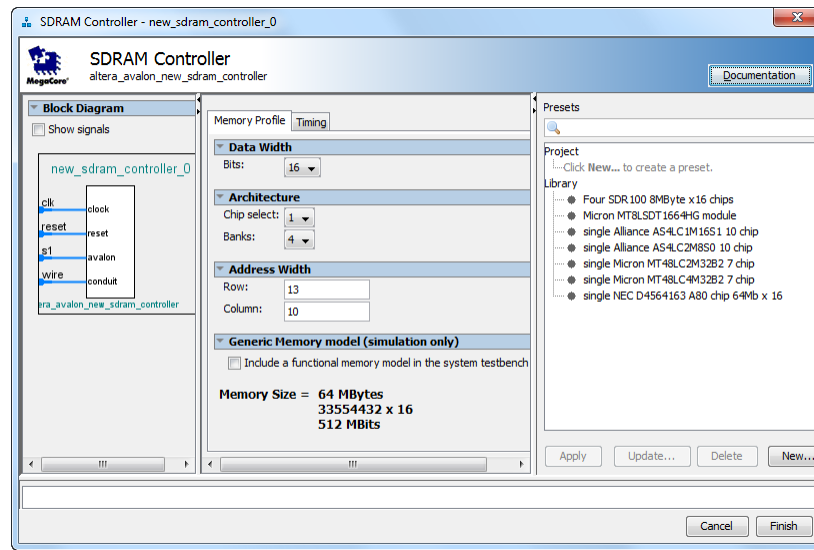 SDRAM Controller - new_sdram_controller_0
MegaCore'
SDRAM Controller
altera_avalon_new_sdram_controller
Documentation
Block Diagram
Show signals
new_sdram_controller_0
clk
clock
reset
reset
s1
avalon
wire
conduit
era_avalon_new_sdram_controller
Memory Profile
Timing
Data Width
Bits:
16
Architecture
Chip select:
1
Banks:
4
Address Width
Row:
13
Column:
10
Generic Memory model (simulation only)
Include a functional memory model in the system testbench
Memory Size = 64 MBytes
33554432 x 16
512 MBits
Presets
Project
Click New... to create a preset.
Library
Four SDR100 8MByte x16 chips
Micron MT8LSDT1664HG module
single Alliance AS4LC1M16S1 10 chip
single Alliance AS4LC2M8S0 10 chip
single Micron MT48LC2M32B2 7 chip
single Micron MT48LC4M32B2 7 chip
single NEC D4564163 A80 chip 64Mb x 16
Apply
Update...
Delete
New...
Cancel
Finish